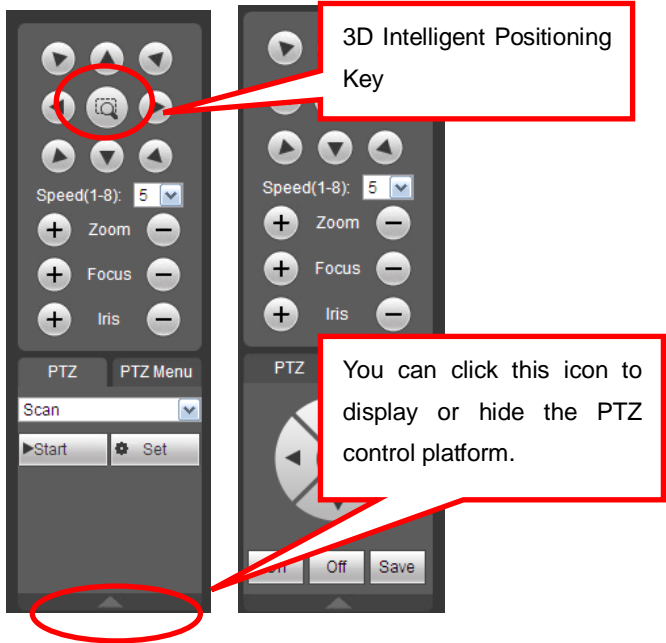 3D Intelligent Positioning
Key
Speed(1-8): 5
Zoom
Focus
Iris
PTZ PTZ Menu
Scan
Start Set
Speed(1-8): 5
Zoom
Focus
Iris
PTZ
You can click this icon to
display or hide the PTZ
control platform.
Off Save